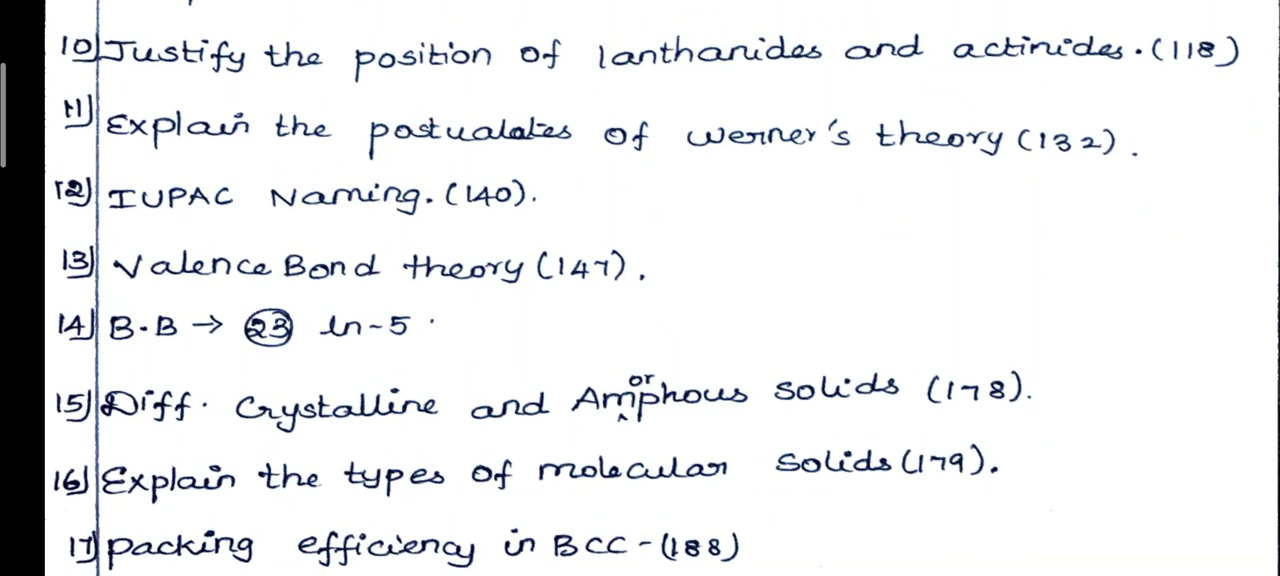 10) Justify the position of lanthanides and actinides. (118)
11) Explain the postualates of werner's theory (132).
12) IUPAC Naming. (140).
13) Valence Bond theory (147).
14) B.B → 23 ln-5.
15) Diff. Crystalline and Amorphous solids (178).
16) Explain the types of molecular solids (179).
17) packing efficiency in BCC - (188)